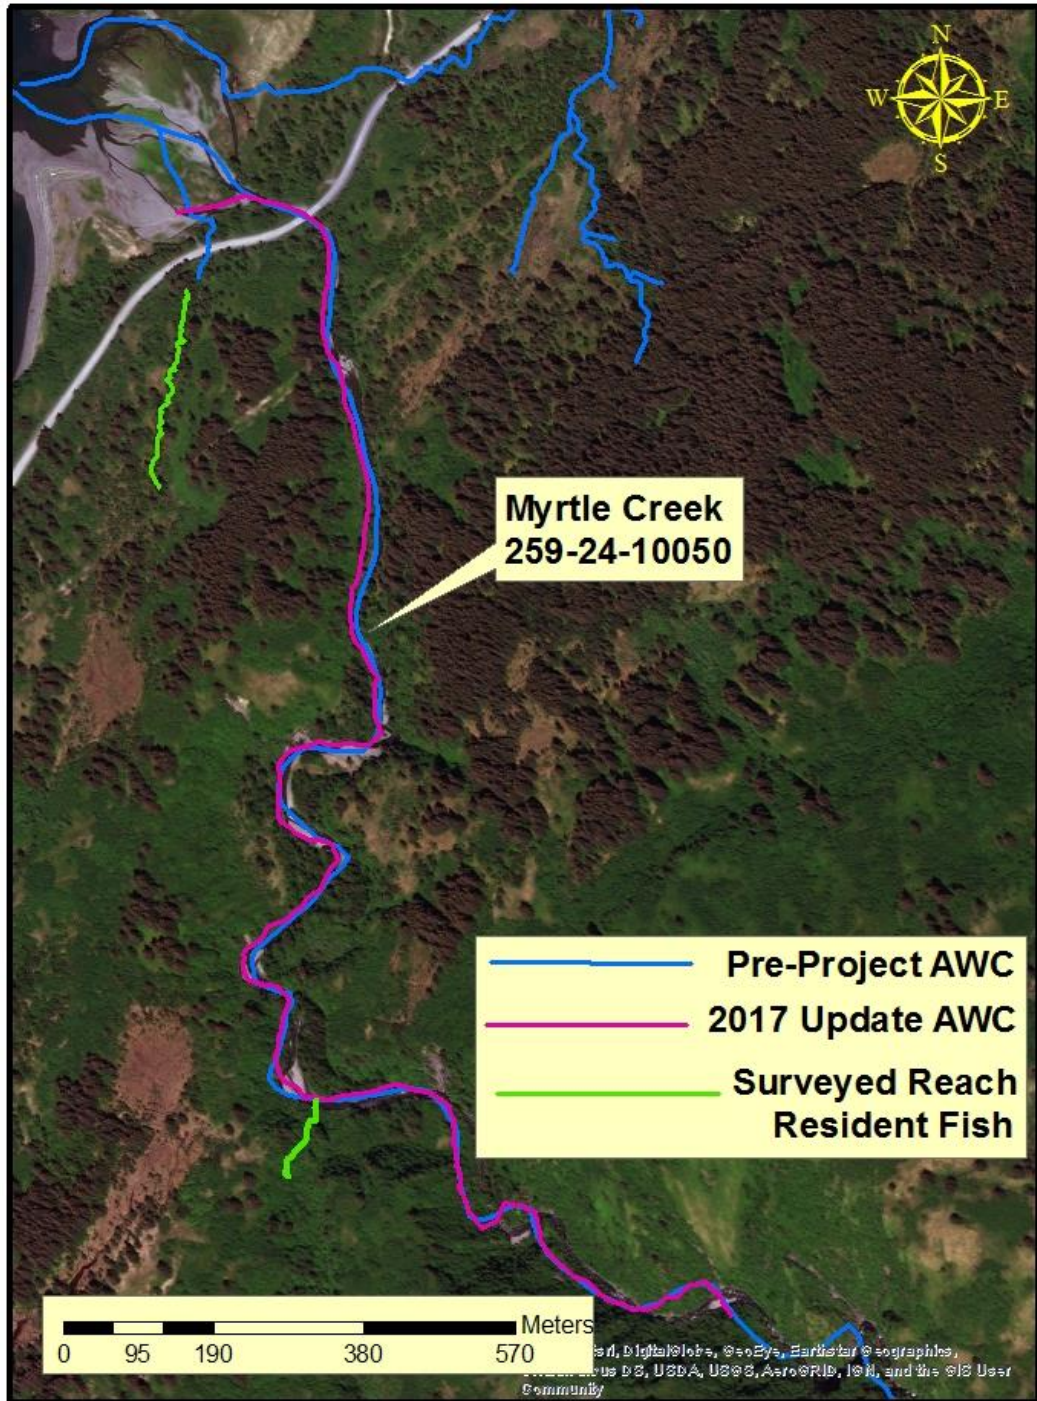 N
W E
S
Myrtle Creek
259-24-10050
Pre-Project AWC
2017 Update AWC
Surveyed Reach
Resident Fish
Meters
0 95 190 380 570
DigitalGlobe, GeoEye, Earthstar Geographics,
DS, USDA, USGS, AeroGRID, IGN, and the GIS User
Community